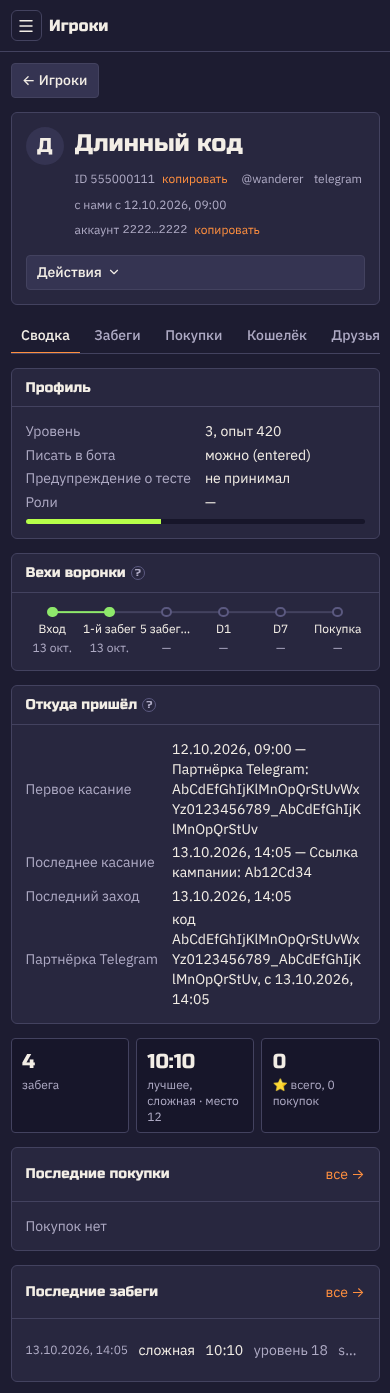 Игроки
← Игроки
Д
Длинный код
ID 555000111 копировать @wanderer telegram
с нами с 12.10.2026, 09:00
аккаунт 2222…2222 копировать
Действия
Сводка Забеги Покупки Кошелёк Друзья
Профиль
Уровень 3, опыт 420
Писать в бота можно (entered)
Предупреждение о тесте не принимал
Роли —
Вехи воронки ?
Вход 1-й забег 5 забег… D1 D7 Покупка
13 окт. 13 окт. — — — —
Откуда пришёл ?
Первое касание
12.10.2026, 09:00 —
Партнёрка Telegram:
AbCdEfGhIjKlMnOpQrStUvWx
Yz0123456789_AbCdEfGhIjK
lMnOpQrStUv
Последнее касание
13.10.2026, 14:05 — Ссылка
кампании: Ab12Cd34
Последний заход 13.10.2026, 14:05
Партнёрка Telegram
код
AbCdEfGhIjKlMnOpQrStUvWx
Yz0123456789_AbCdEfGhIjK
lMnOpQrStUv, с 13.10.2026,
14:05
4
забега
10:10
лучшее,
сложная · место
12
0
⭐ всего, 0
покупок
Последние покупки все →
Покупок нет
Последние забеги все →
13.10.2026, 14:05 сложная 10:10 уровень 18 s…